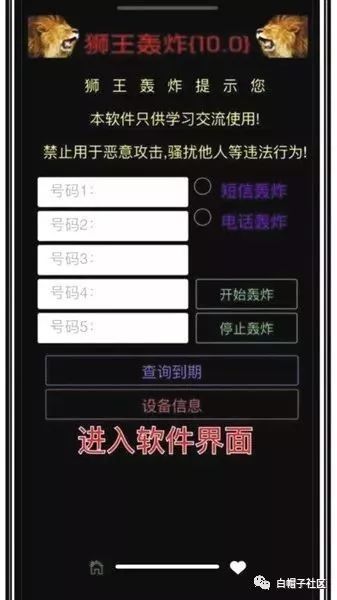 狮王轰炸{10.0}
狮王轰炸提示您
本软件只供学习交流使用!
禁止用于恶意攻击,骚扰他人等违法行为!
号码1:
短信轰炸
号码2:
电话轰炸
号码3:
号码4:
开始轰炸
号码5:
停止轰炸
查询到期
设备信息
进入软件界面
白帽子社区